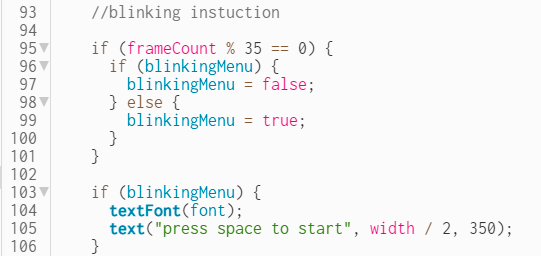 93 //blinking instuction
94
95 if (frameCount % 35 == 0) {
96 if (blinkingMenu) {
97 blinkingMenu = false;
98 } else {
99 blinkingMenu = true;
100 }
101 }
102
103 if (blinkingMenu) {
104 textFont(font);
105 text("press space to start", width / 2, 350);
106 }